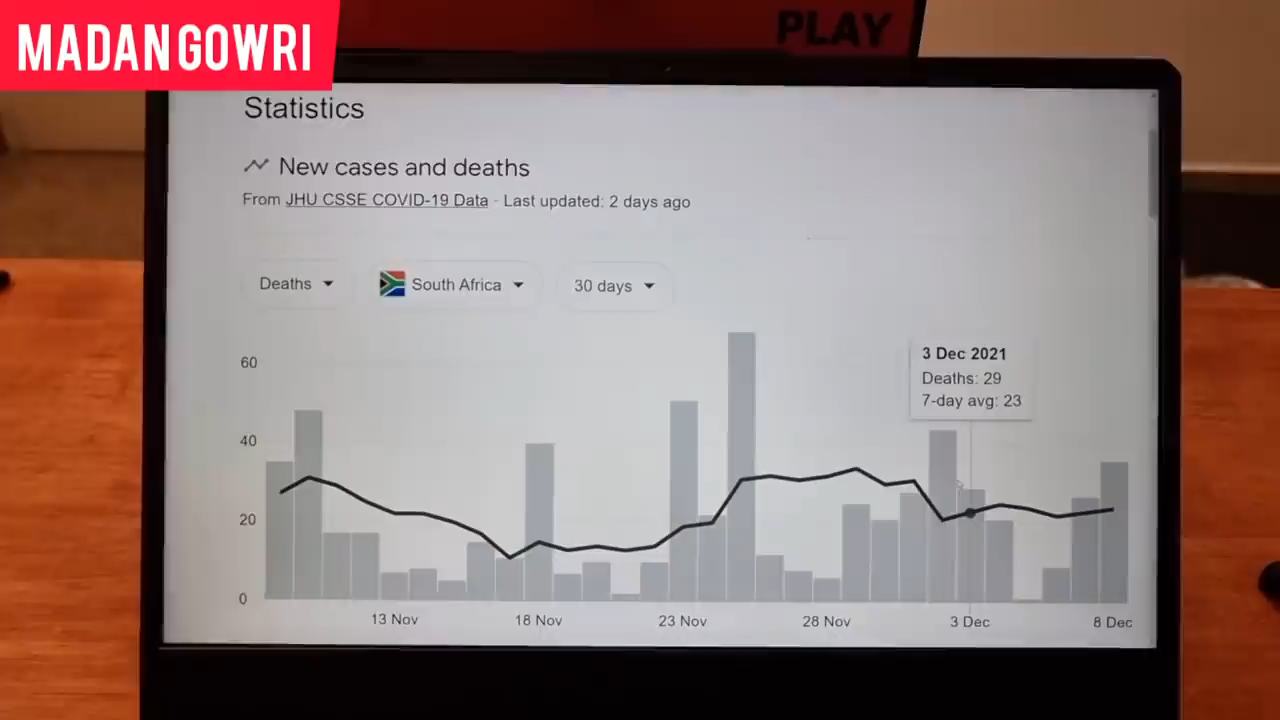 MADAN GOWRI
PLAY
Statistics
New cases and deaths
From JHU CSSE COVID-19 Data · Last updated: 2 days ago
Deaths South Africa 30 days
60
40
20
0
3 Dec 2021
Deaths: 29
7-day avg: 23
13 Nov 18 Nov 23 Nov 28 Nov 3 Dec 8 Dec